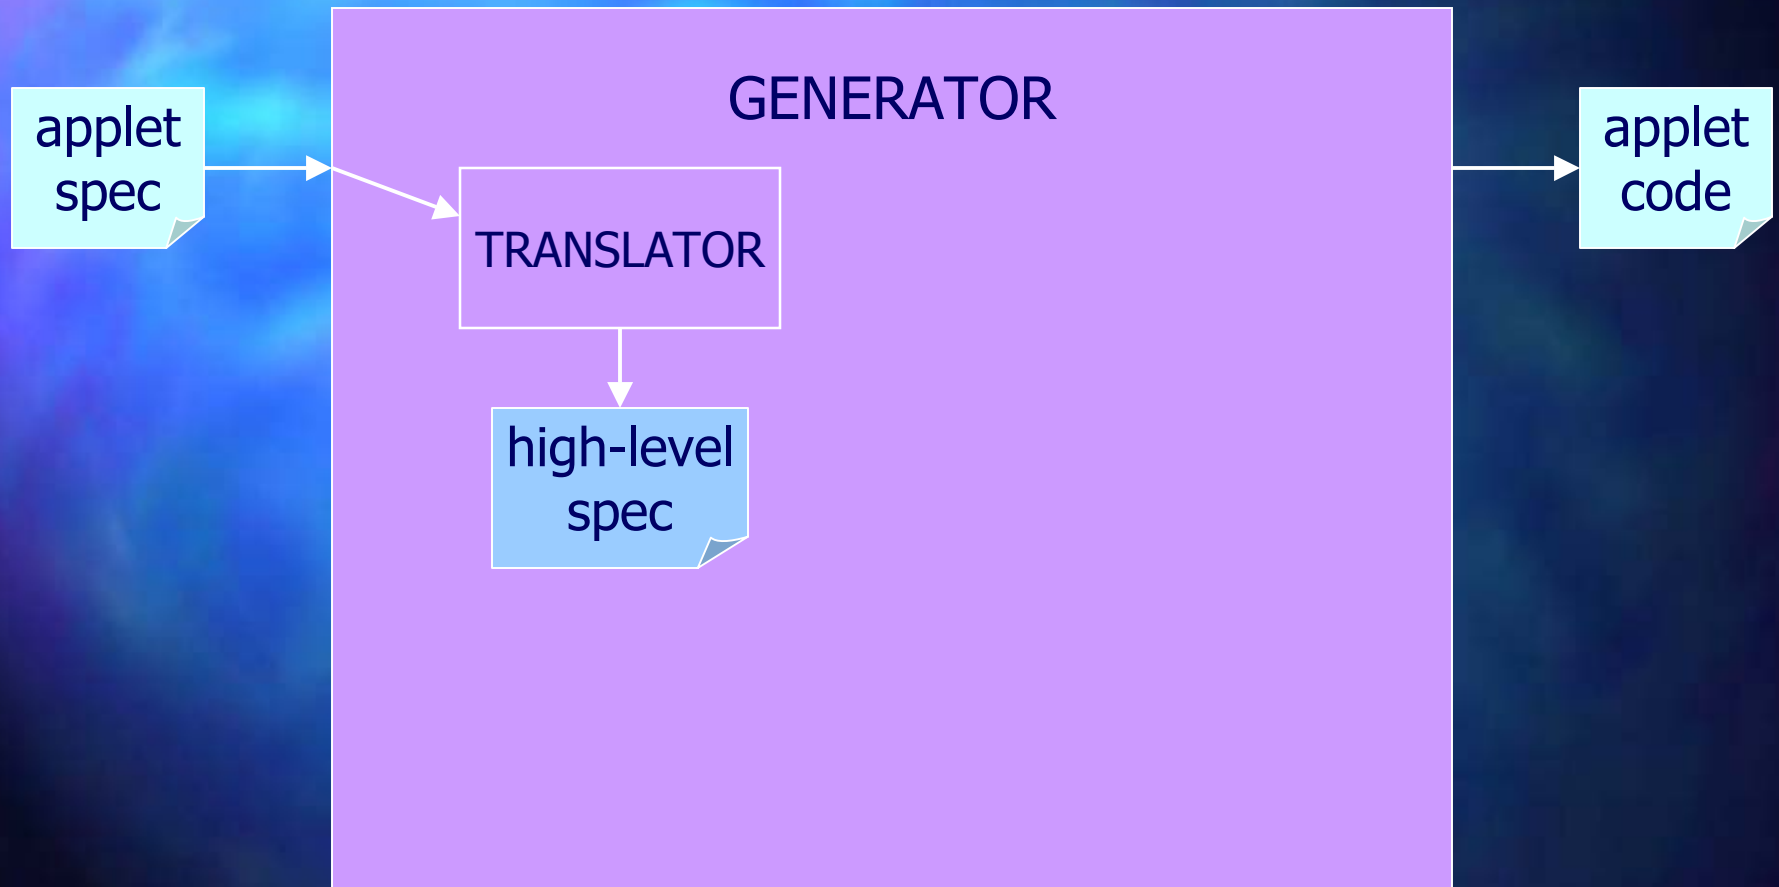 GENERATOR
applet
spec
TRANSLATOR
high-level
spec
applet
code